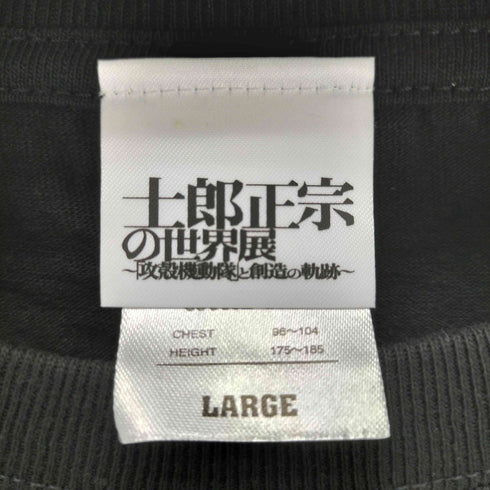 士郎正宗
の世界展
～「攻殻機動隊」と創造の軌跡～
CHEST 96～104
HEIGHT 175～185
LARGE